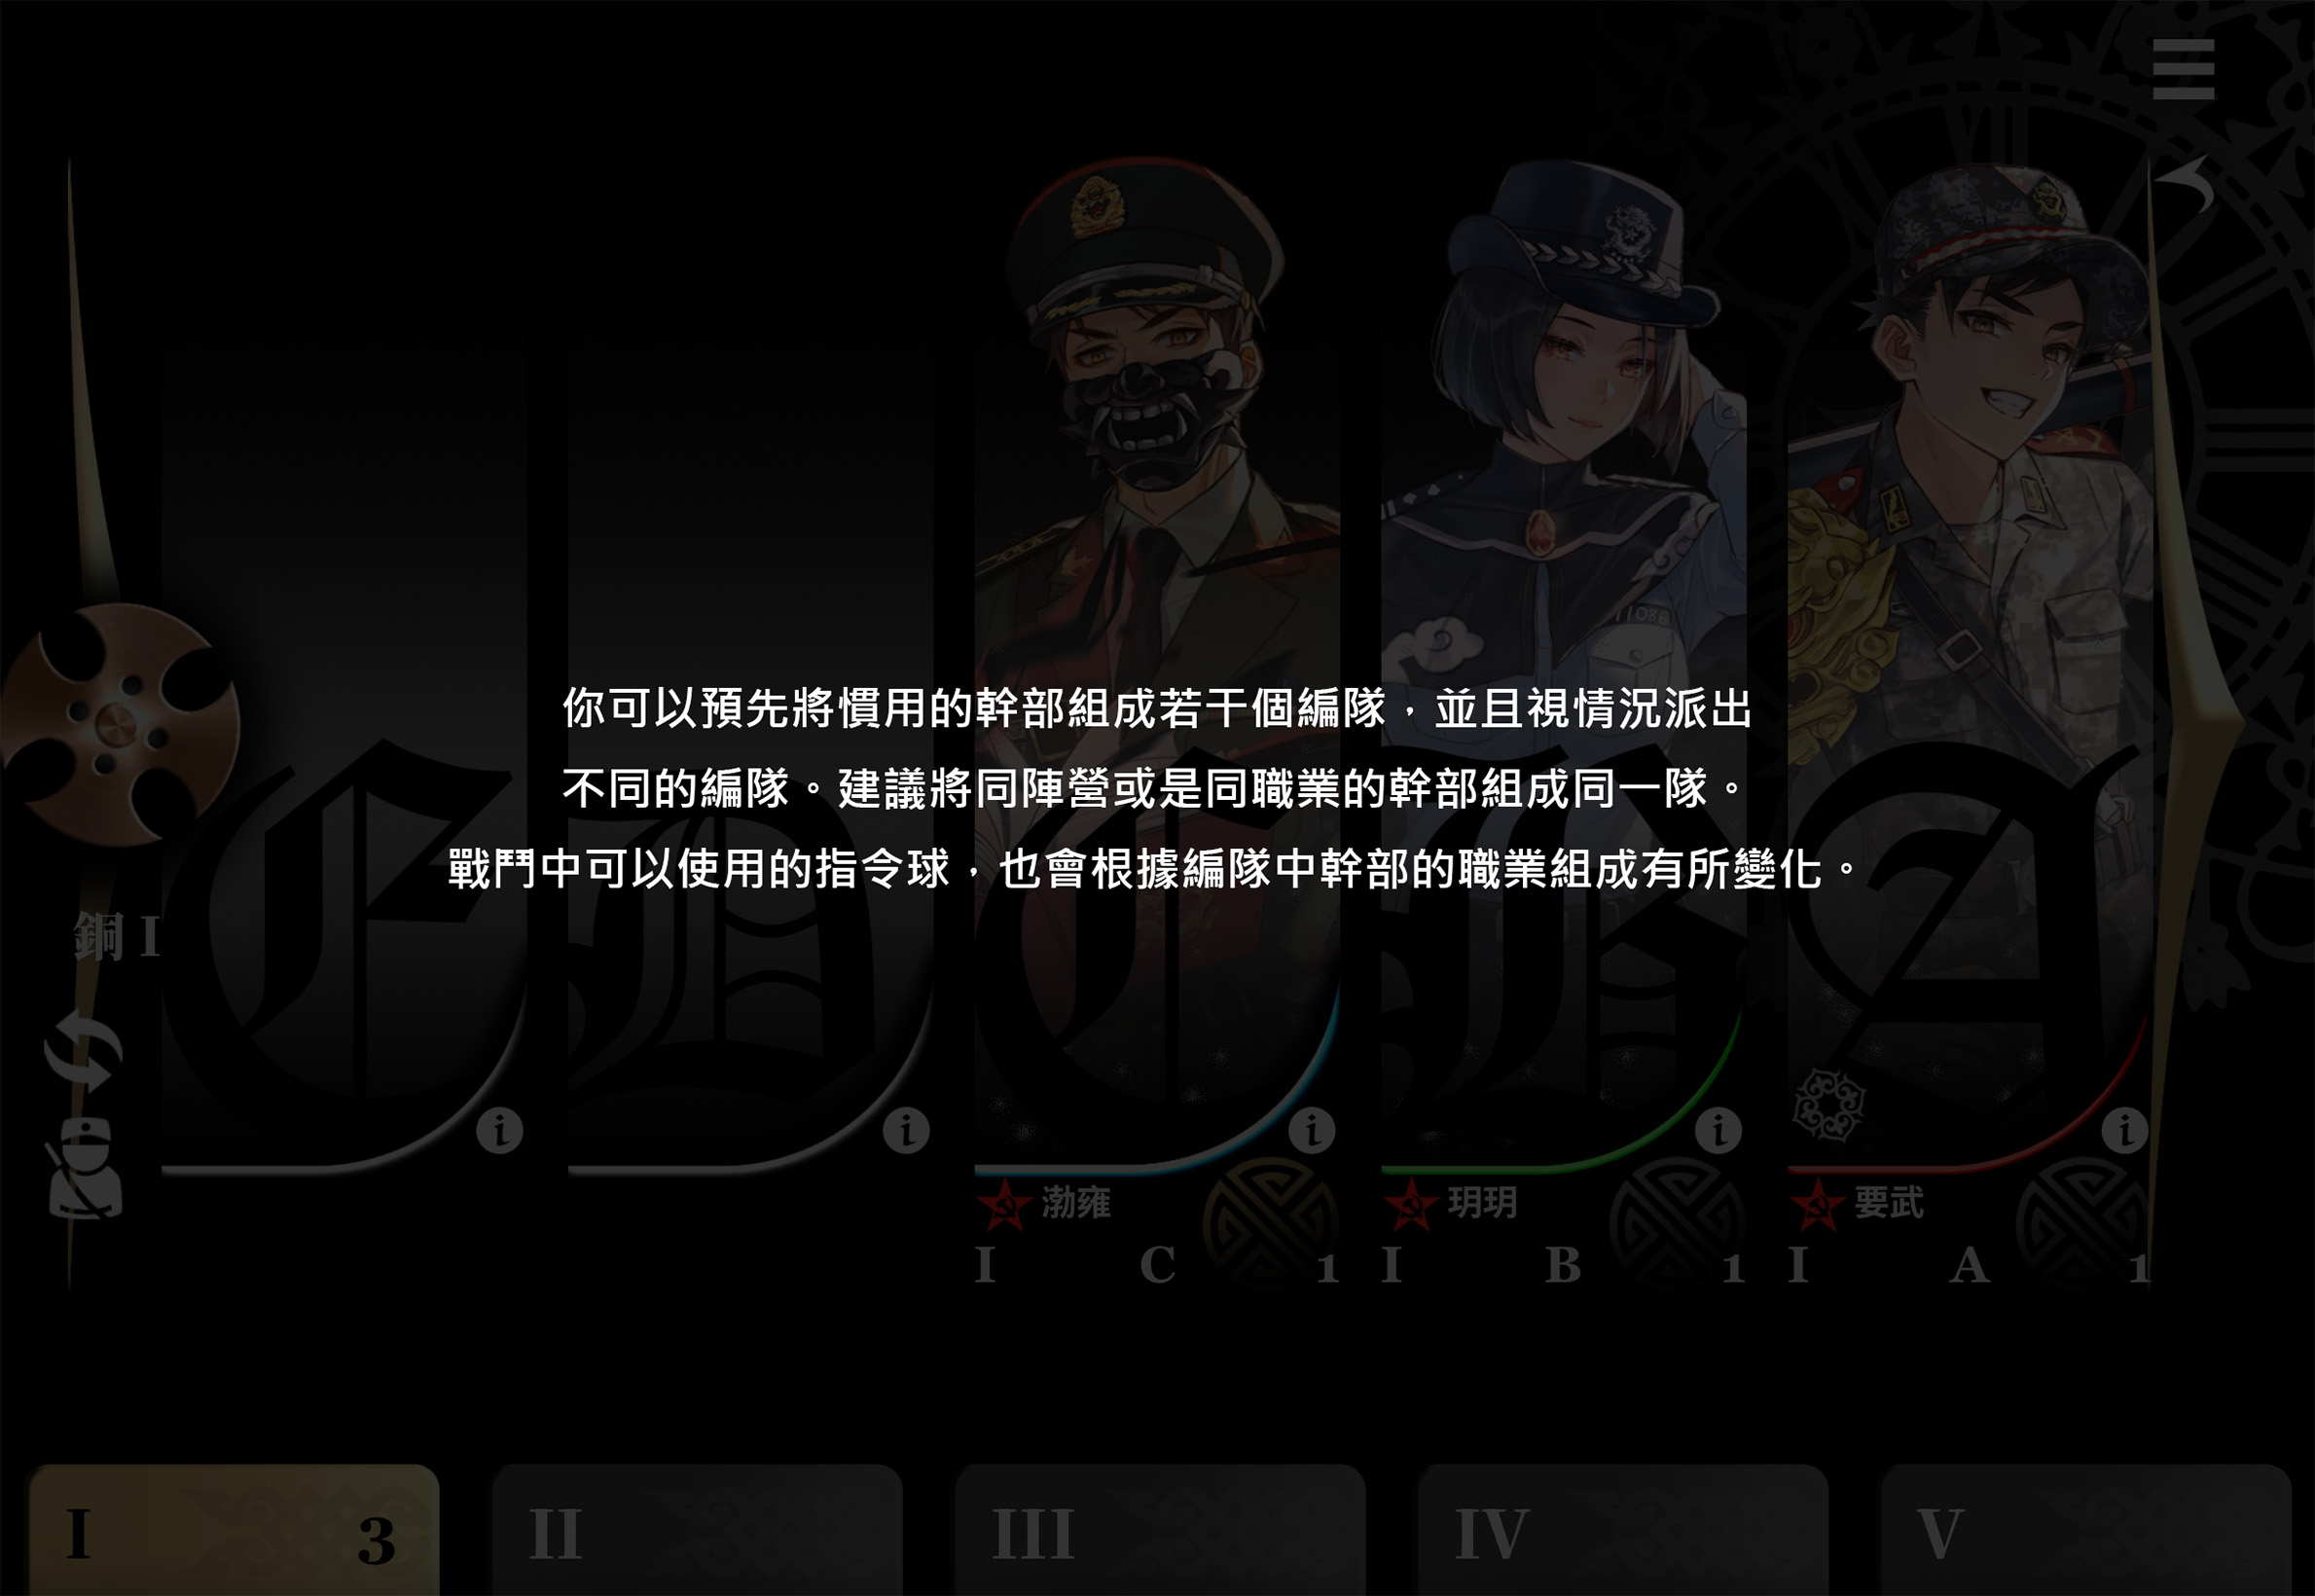 你可以預先將慣用的幹部組成若干個編隊，並且視情況派出
不同的編隊。建議將同陣營或是同職業的幹部組成同一隊。
戰鬥中可以使用的指令球，也會根據編隊中幹部的職業組成有所變化。
E D C B A
銅 I
i i i i i
渤雍 玥玥 要武
I C 1 I B 1 I A 1
I 3 II III IV V